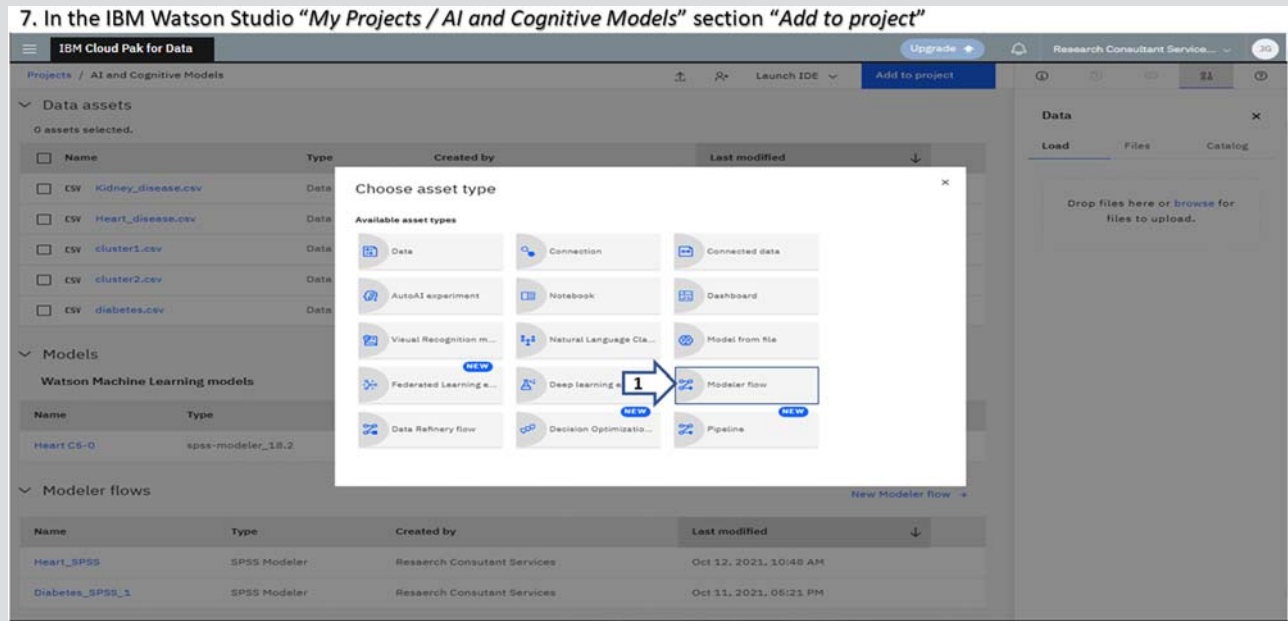 7. In the IBM Watson Studio “My Projects / AI and Cognitive Models” section “Add to project”
IBM Cloud Pak for Data
Upgrade
Research Consultant Service...
JG
Projects / AI and Cognitive Models
Launch IDE
Add to project
Data assets
0 assets selected.
Name Type Created by Last modified
CSV Kidney_disease.csv Data
CSV Heart_disease.csv Data
CSV cluster1.csv Data
CSV cluster2.csv Data
CSV diabetes.csv Data
Models
Watson Machine Learning models
Name Type
Heart C5-0 spss-modeler_18.2
Modeler flows
New Modeler flow
Name Type Created by Last modified
Heart_SPSS SPSS Modeler Research Consutant Services Oct 12, 2021, 10:48 AM
Diabetes_SPSS_1 SPSS Modeler Research Consutant Services Oct 11, 2021, 06:21 PM
Choose asset type
Available asset types
Data Connection Connected data
AutoAI experiment Notebook Dashboard
Visual Recognition m... Natural Language Cla... Model from file
NEW
Federated Learning e... Deep learning e 1 Modeler flow
NEW NEW
Data Refinery flow Decision Optimizatio... Pipeline
Data
Load Files Catalog
Drop files here or browse for
files to upload.